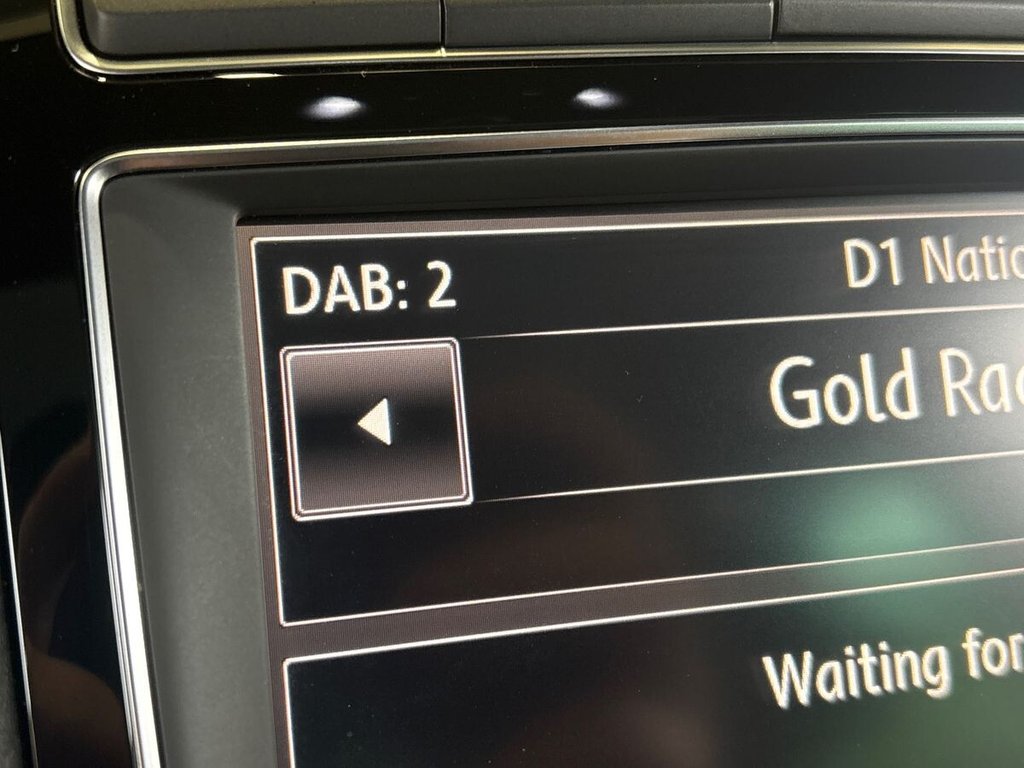 DAB: 2
D1 Natio
Gold Rad
Waiting for